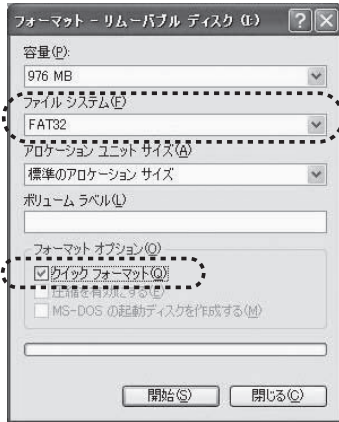 フォーマット - リムーバブル ディスク (I:)
容量(P):
976 MB
ファイル システム(F)
FAT32
アロケーション ユニット サイズ(A)
標準のアロケーション サイズ
ボリューム ラベル(L)
フォーマット オプション(O)
クイック フォーマット(Q)
圧縮を有効にする(E)
MS-DOS の起動ディスクを作成する(M)
開始(S)
閉じる(C)